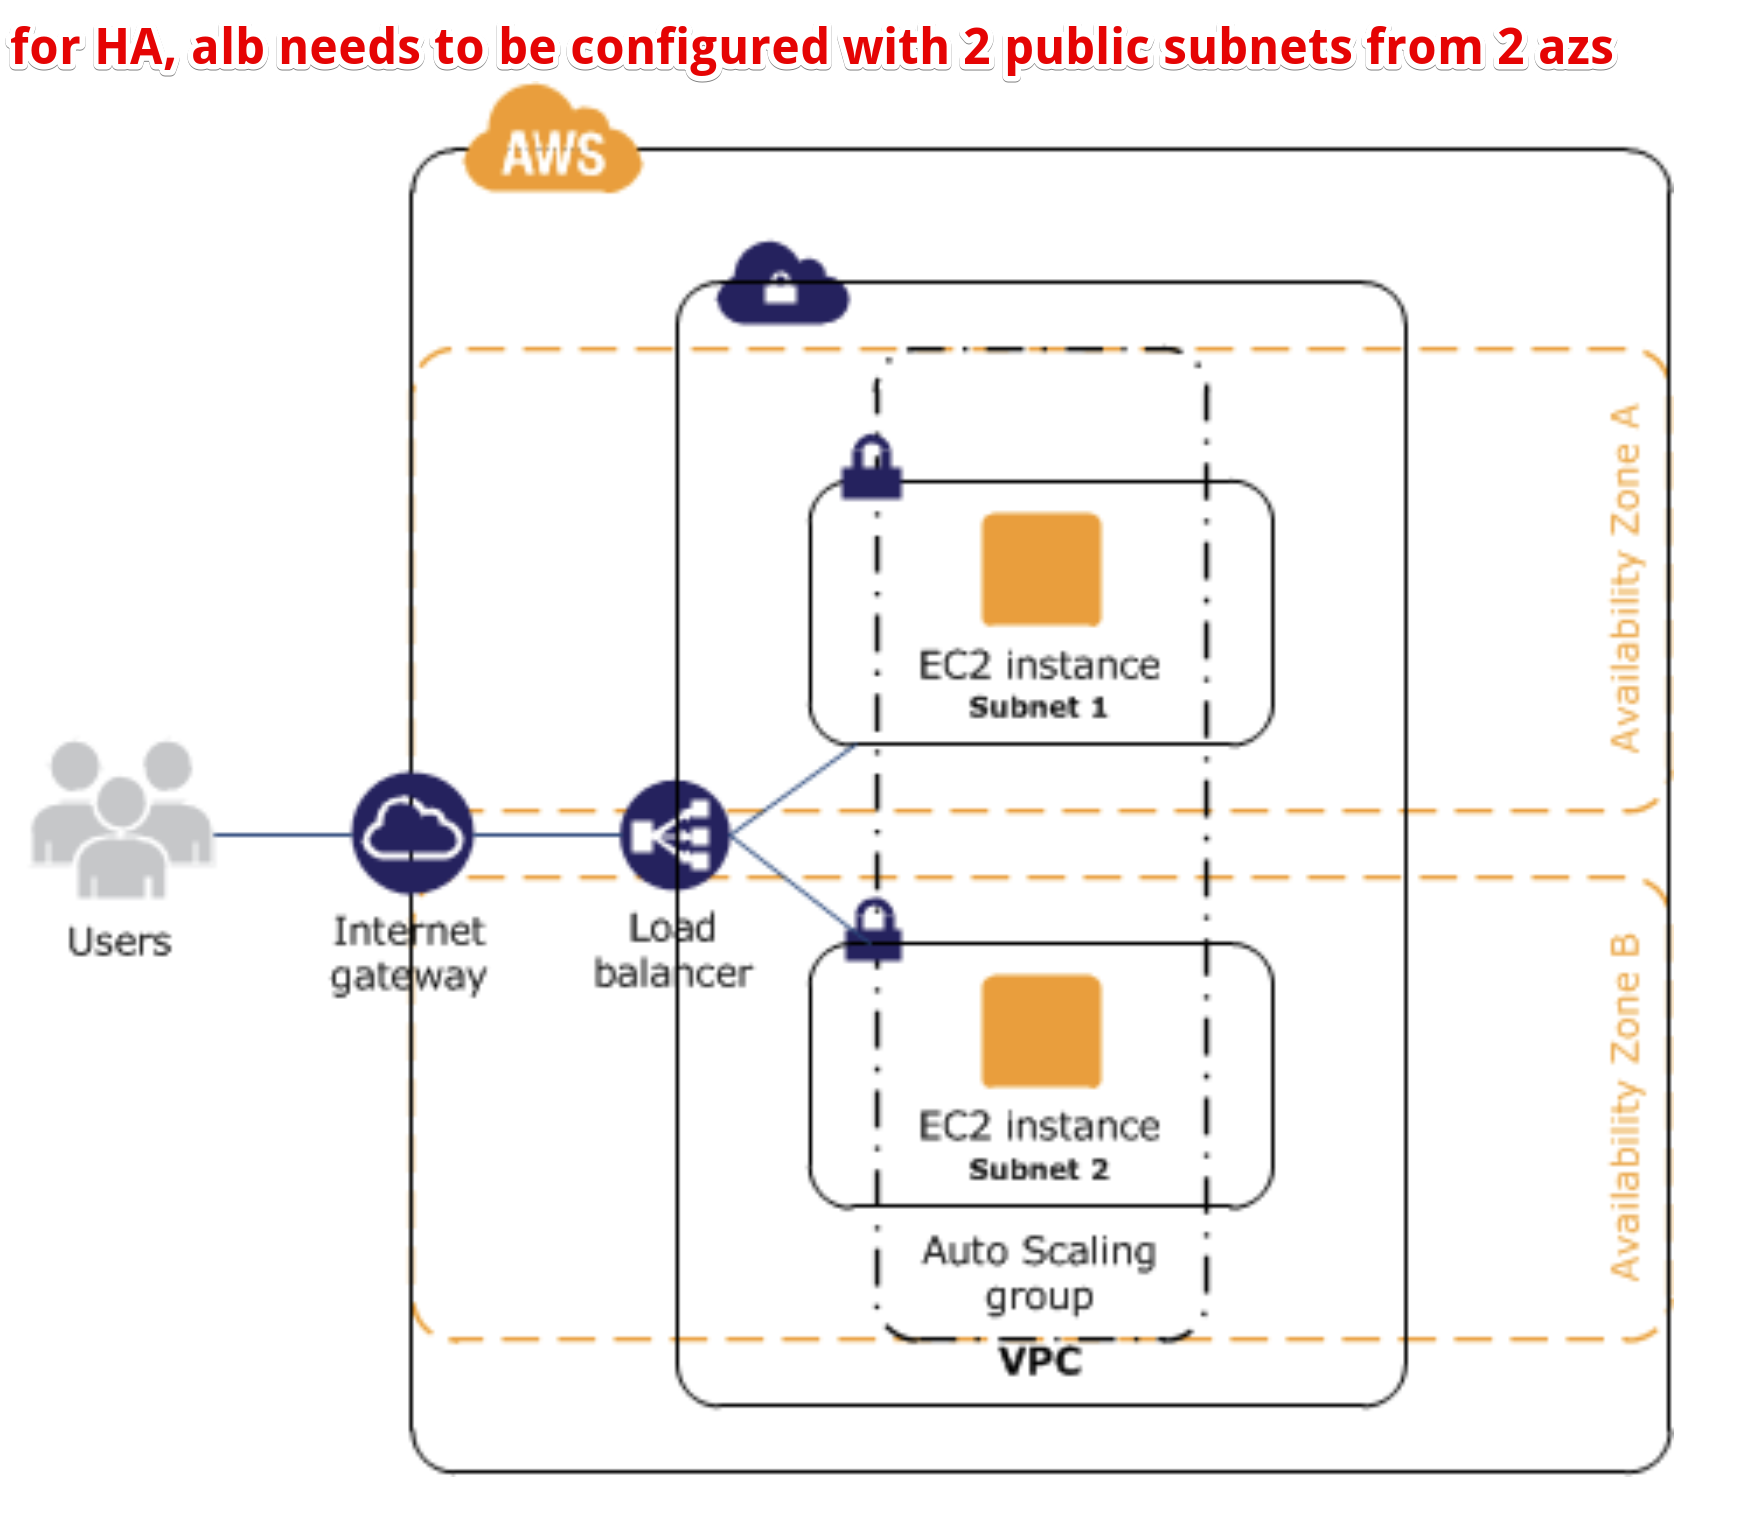 for HA, alb needs to be configured with 2 public subnets from 2 azs
AWS
Availability Zone A
EC2 instance
Subnet 1
Users
Internet
gateway
Load
balancer
Availability Zone B
EC2 instance
Subnet 2
Auto Scaling
group
VPC